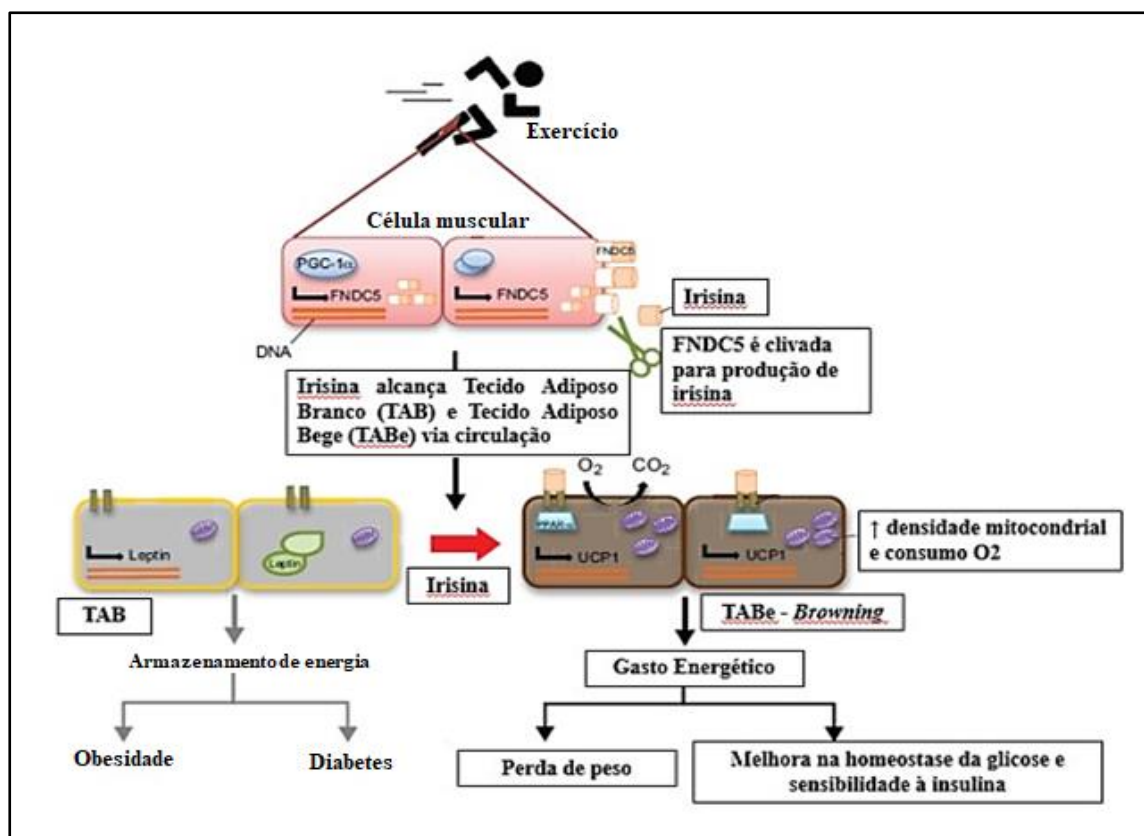 Exercício
Célula muscular
FNDC5
PGC-1α
FNDC5
FNDC5
Irisina
DNA
FNDC5 é clivada
para produção de
irisina
Irisina alcança Tecido Adiposo
Branco (TAB) e Tecido Adiposo
Bege (TABe) via circulação
O2
CO2
Leptin
Leptin
UCP1
UCP1
↑ densidade mitocondrial
e consumo O2
Irisina
TAB
TABe - Browning
Armazenamento de energia
Gasto Energético
Obesidade
Diabetes
Perda de peso
Melhora na homeostase da glicose e
sensibilidade à insulina